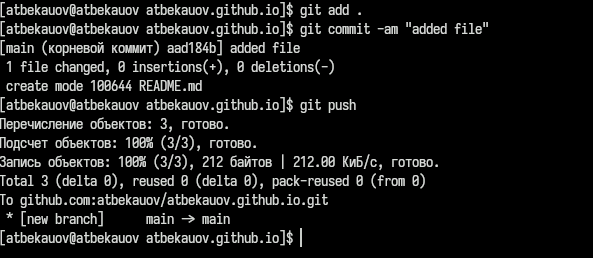 [atbekauov@atbekauov atbekauov.github.io]$ git add .
[atbekauov@atbekauov atbekauov.github.io]$ git commit -am "added file"
[main (корневой коммит) aad184b] added file
 1 file changed, 0 insertions(+), 0 deletions(-)
 create mode 100644 README.md
[atbekauov@atbekauov atbekauov.github.io]$ git push
Перечисление объектов: 3, готово.
Подсчет объектов: 100% (3/3), готово.
Запись объектов: 100% (3/3), 212 байтов | 212.00 КиБ/с, готово.
Total 3 (delta 0), reused 0 (delta 0), pack-reused 0 (from 0)
To github.com:atbekauov/atbekauov.github.io.git
 * [new branch]      main -> main
[atbekauov@atbekauov atbekauov.github.io]$